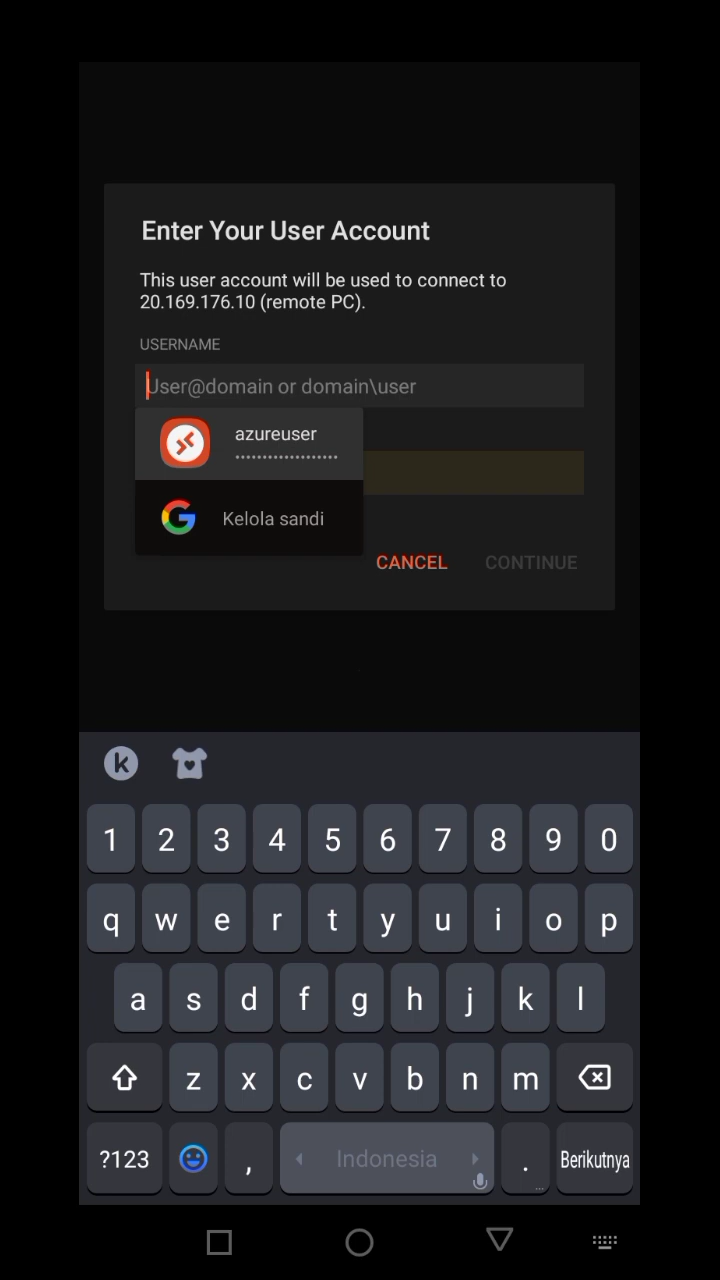 Enter Your User Account
This user account will be used to connect to
20.169.176.10 (remote PC).
USERNAME
User@domain or domain\user
azureuser
•••••••••••••••••••
Kelola sandi
CANCEL CONTINUE
k
1 2 3 4 5 6 7 8 9 0
q w e r t y u i o p
a s d f g h j k l
z x c v b n m
?123 , Indonesia . Berikutnya